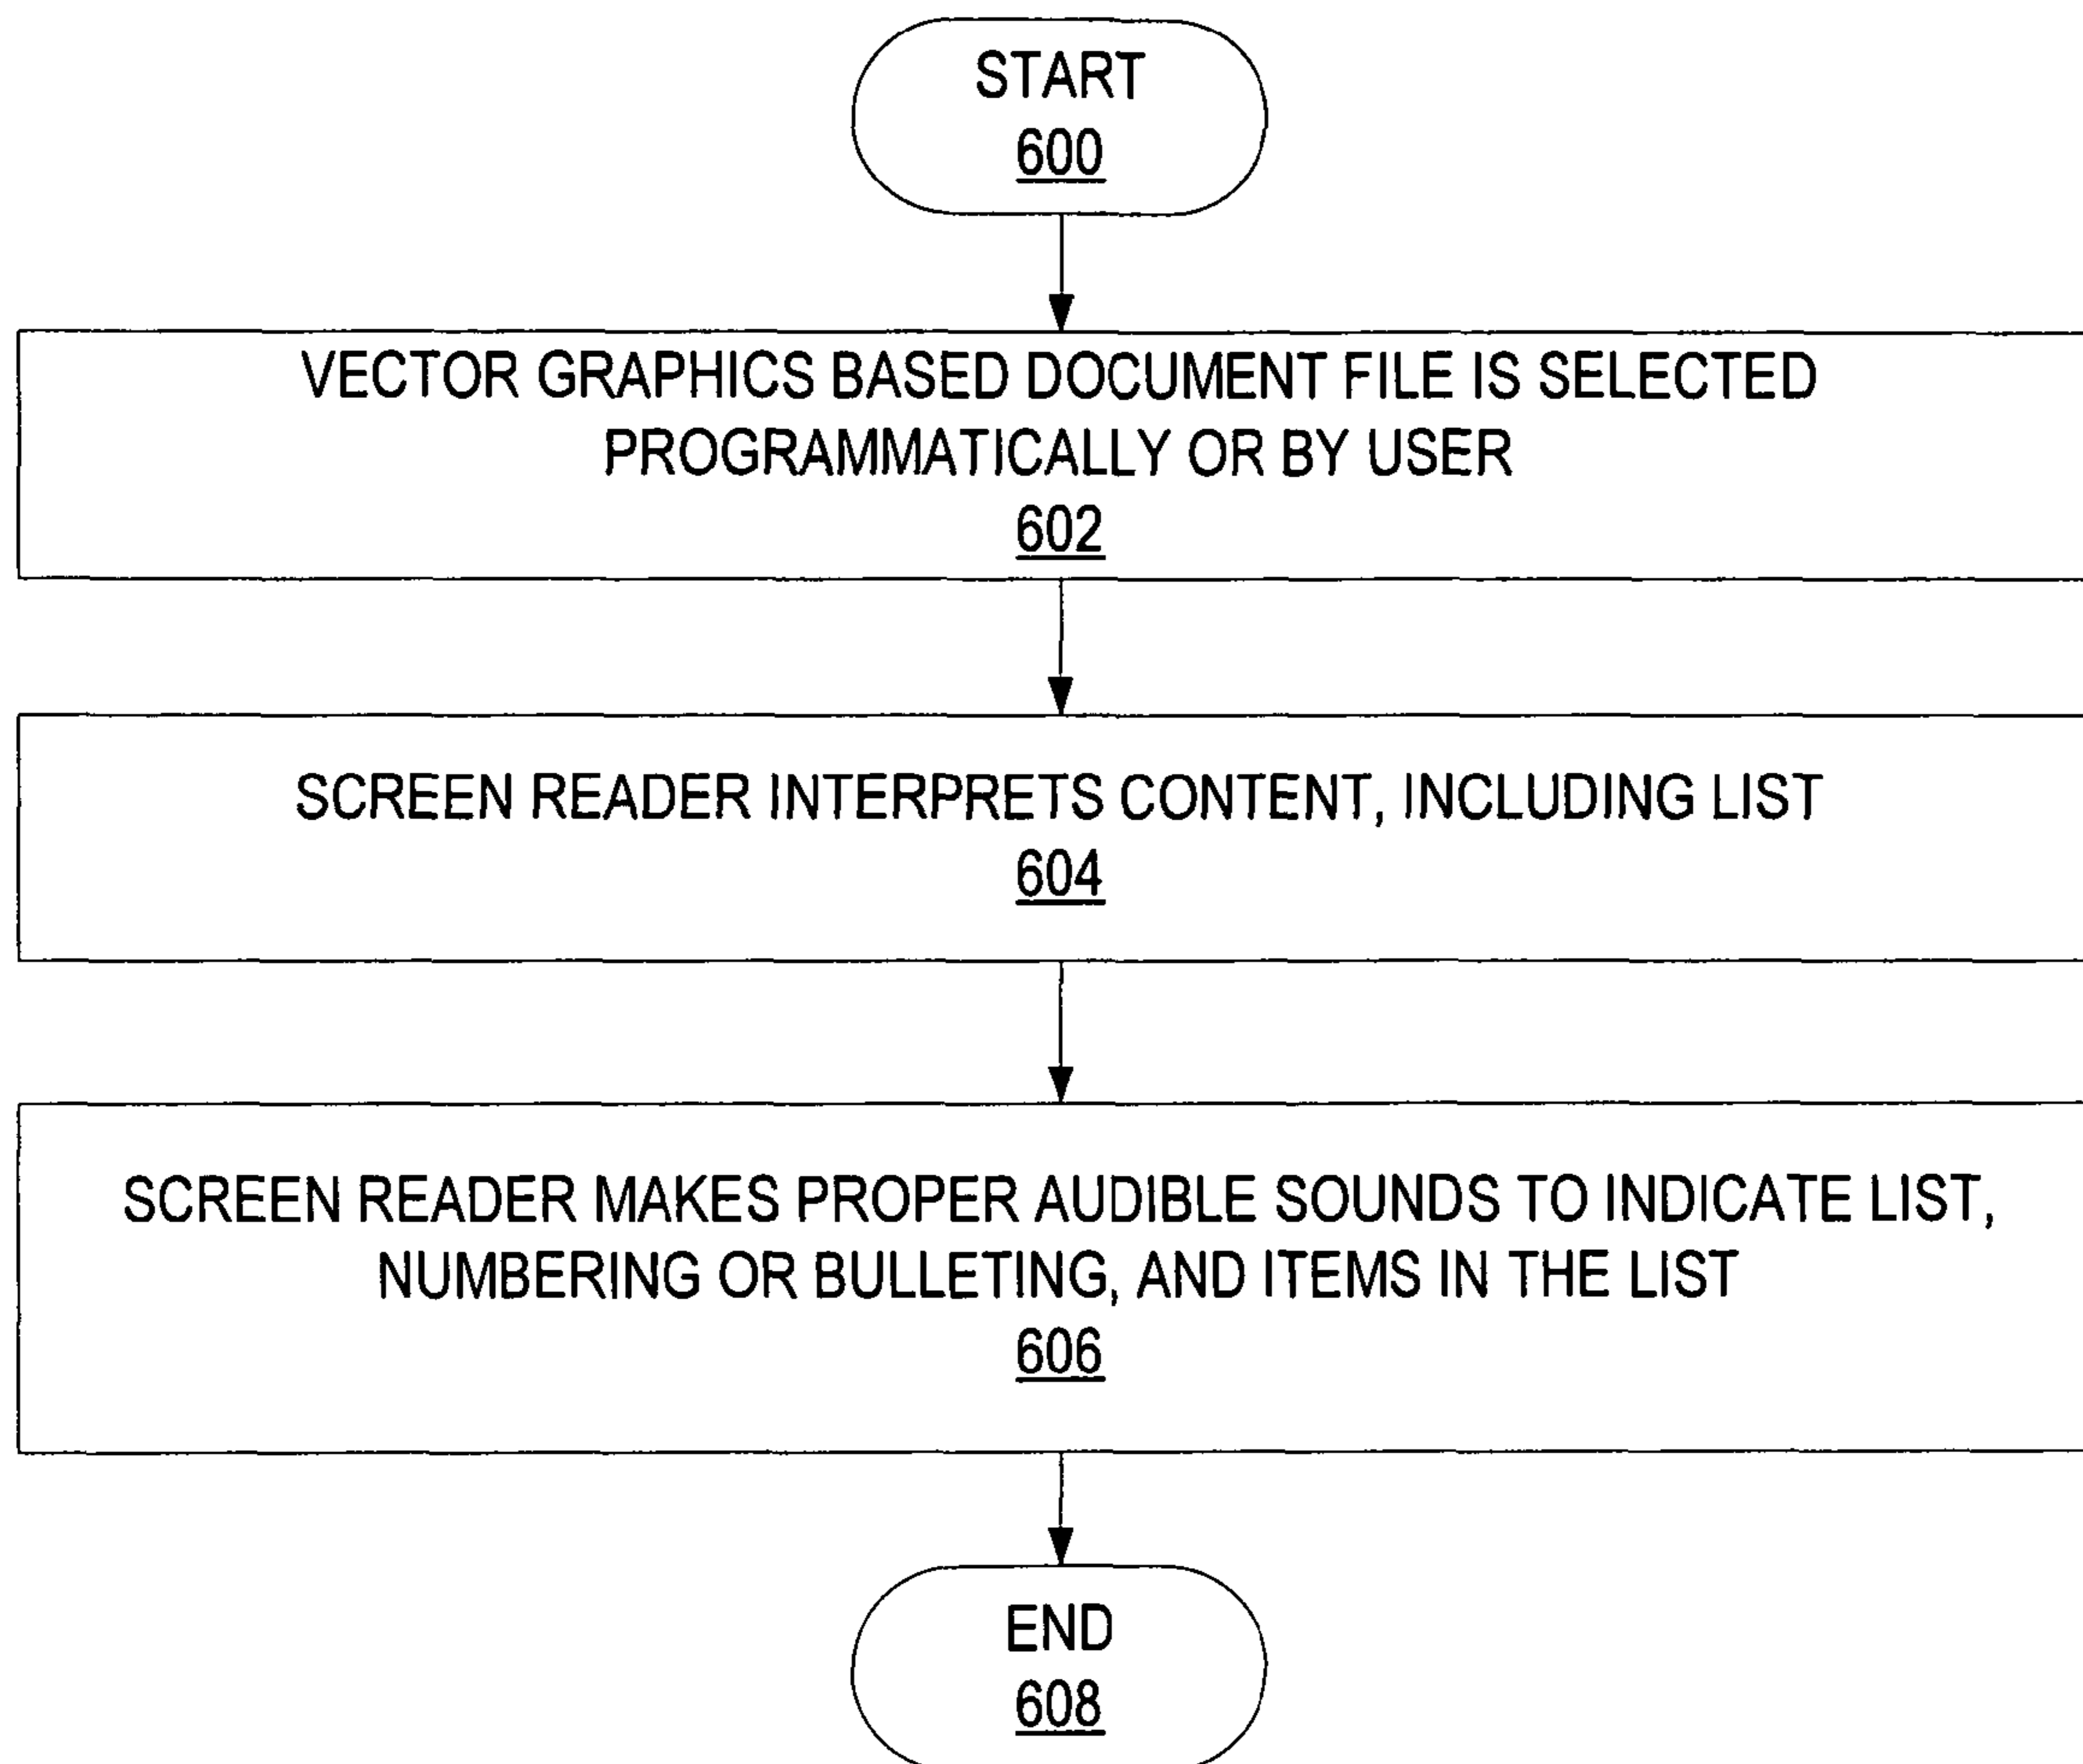 START
600
VECTOR GRAPHICS BASED DOCUMENT FILE IS SELECTED
PROGRAMMATICALLY OR BY USER
602
SCREEN READER INTERPRETS CONTENT, INCLUDING LIST
604
SCREEN READER MAKES PROPER AUDIBLE SOUNDS TO INDICATE LIST,
NUMBERING OR BULLETING, AND ITEMS IN THE LIST
606
END
608